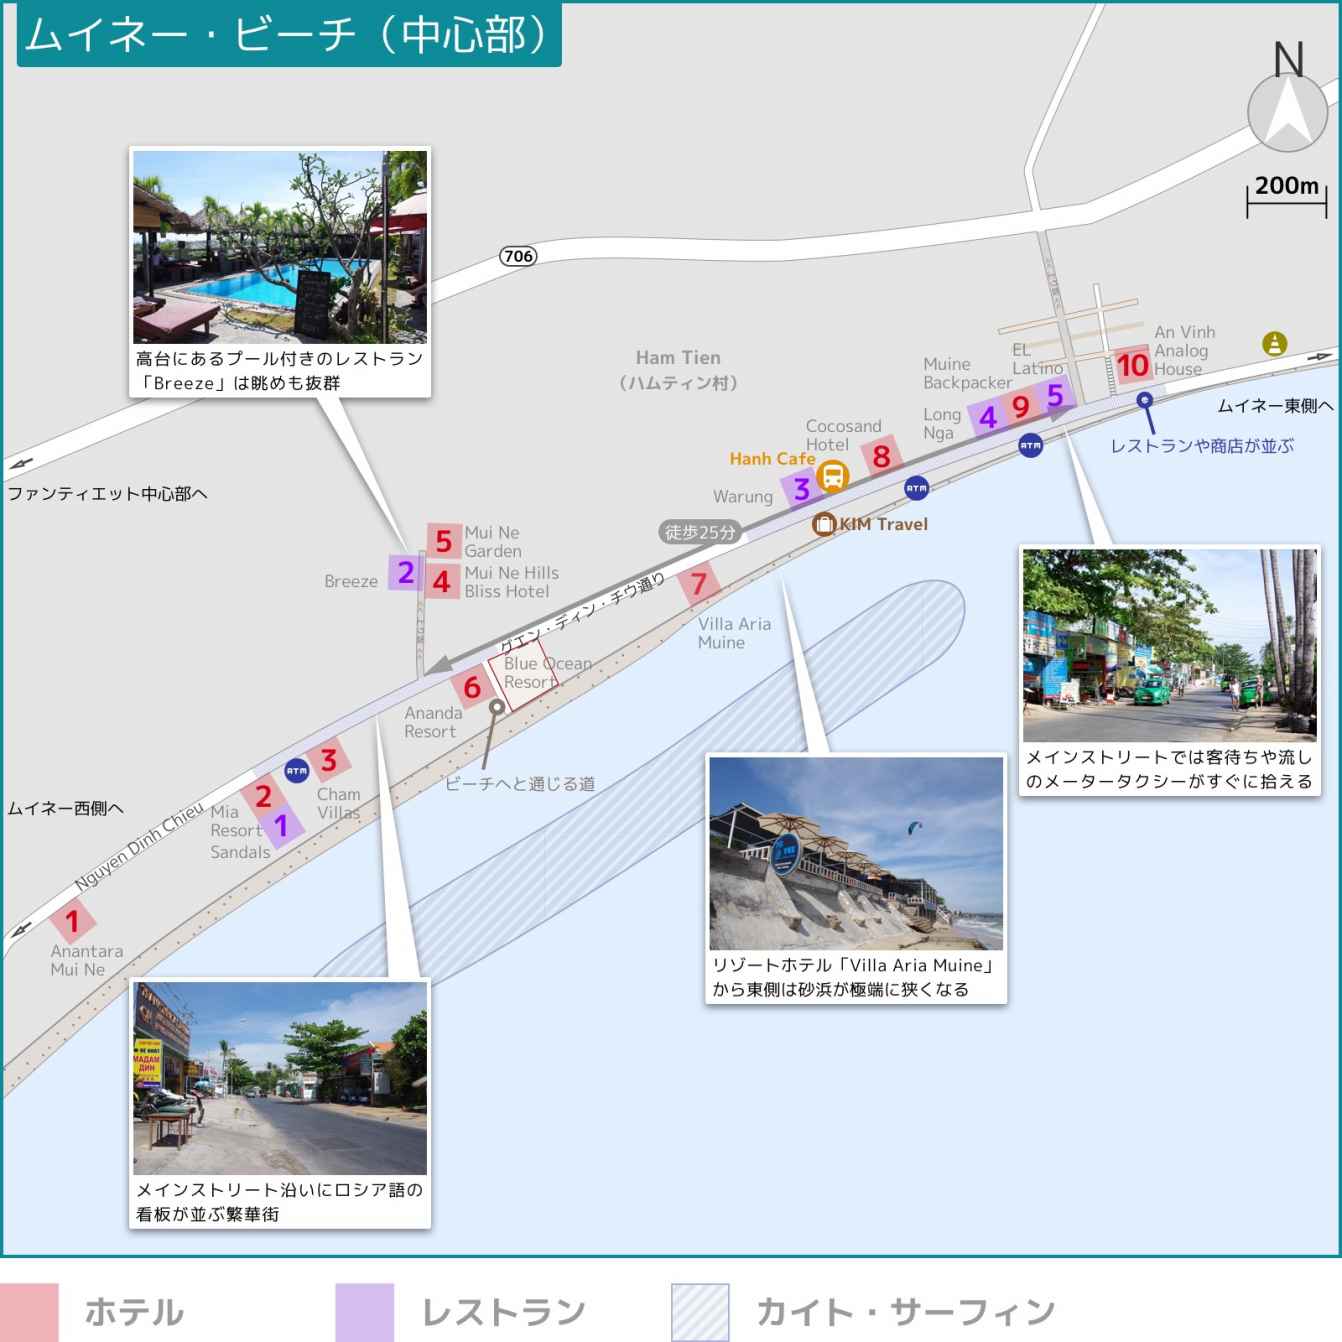 ムイネー・ビーチ（中心部）
N
200m
706
高台にあるプール付きのレストラン
「Breeze」は眺めも抜群
Ham Tien
（ハムティン村）
An Vinh
Analog
House
10
EL
Latino
Muine
Backpacker
Long
Nga
4
9
5
ムイネー東側へ
レストランや商店が並ぶ
ATM
Cocosand
Hotel
8
Hanh Cafe
Warung
3
ATM
KIM Travel
ファンティエット中心部へ
徒歩25分
5
Mui Ne
Garden
Breeze
2
4
Mui Ne Hills
Bliss Hotel
グエン・ディン・チウ通り
7
Villa Aria
Muine
Blue Ocean
Resort
6
Ananda
Resort
ビーチへと通じる道
メインストリートでは客待ちや流し
のメータータクシーがすぐに拾える
ATM
3
Cham
Villas
2
Mia
Resort
1
Sandals
ムイネー西側へ
Nguyen Dinh Chieu
1
Anantara
Mui Ne
リゾートホテル「Villa Aria Muine」
から東側は砂浜が極端に狭くなる
МАДАМ
ДИН
メインストリート沿いにロシア語の
看板が並ぶ繁華街
ホテル
レストラン
カイト・サーフィン